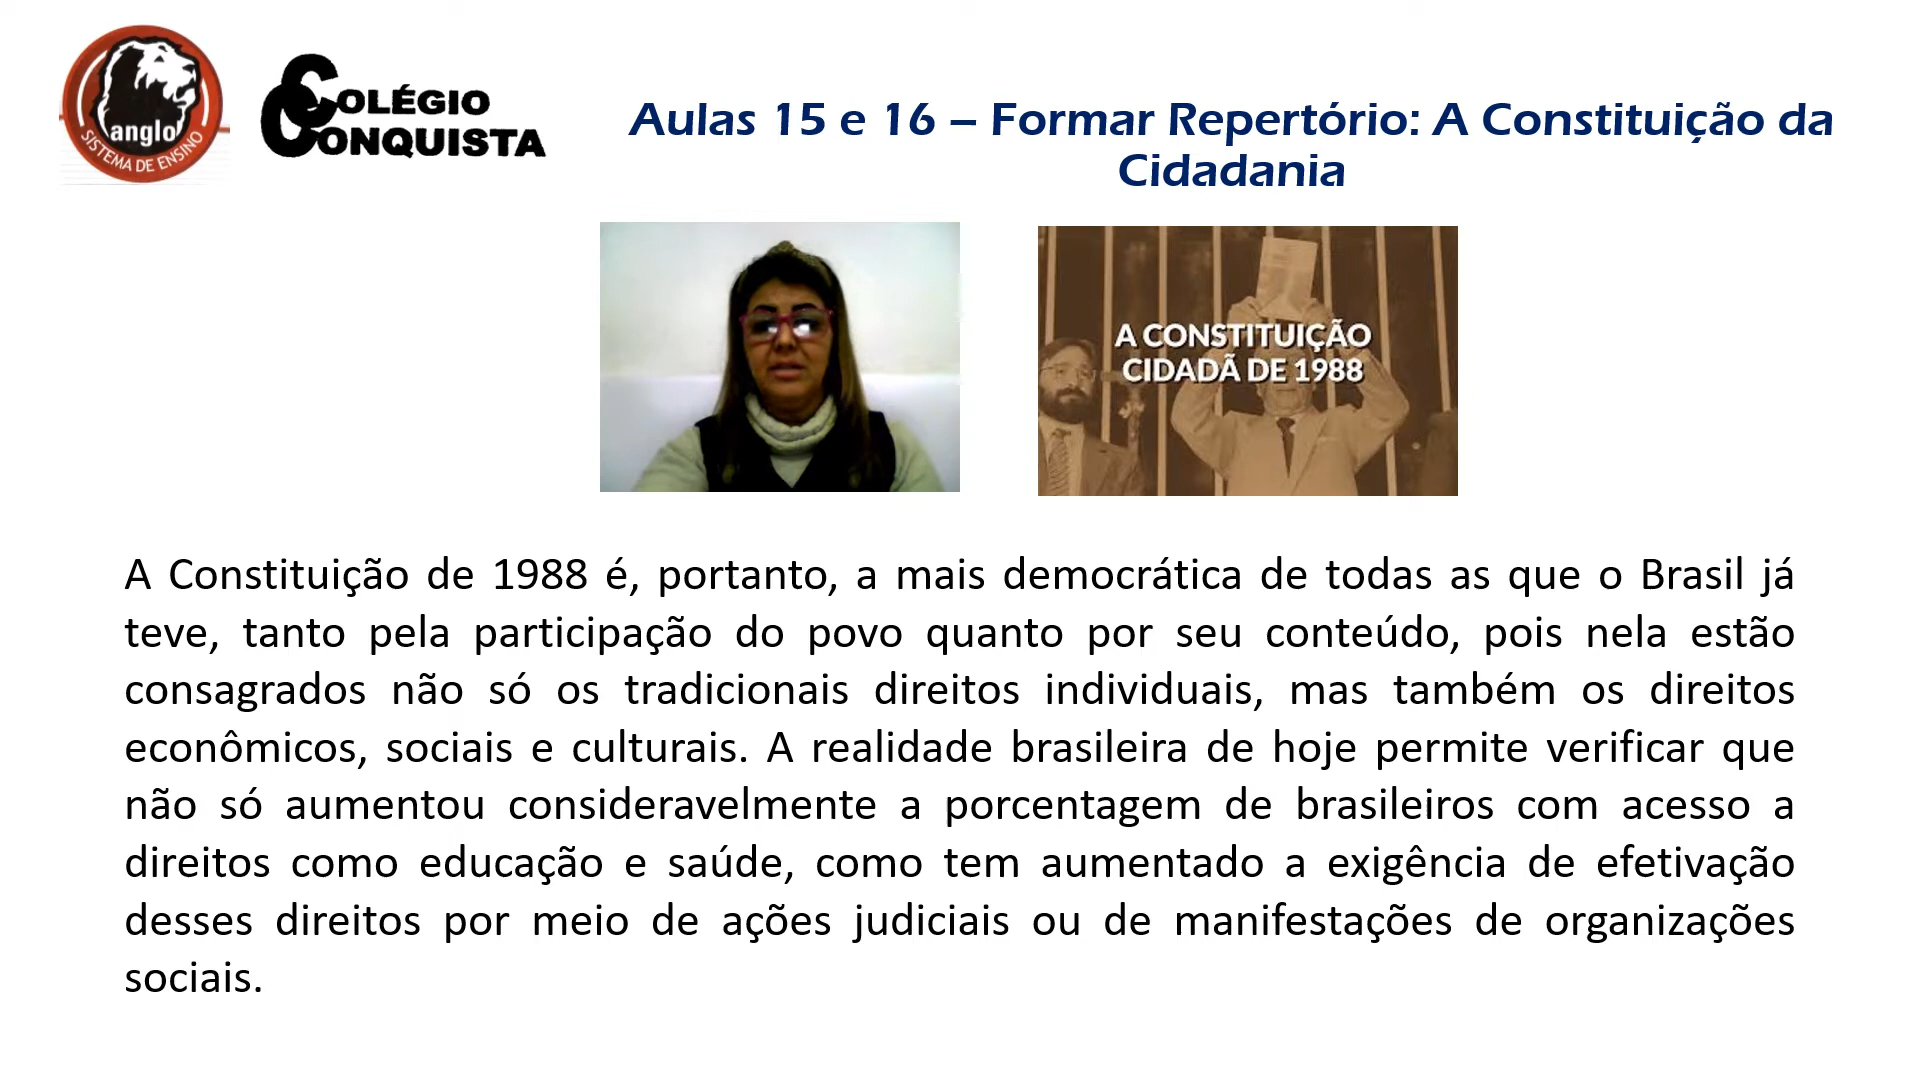 anglo
SISTEMA DE ENSINO
COLÉGIO
CONQUISTA
Aulas 15 e 16 – Formar Repertório: A Constituição da
Cidadania
A CONSTITUIÇÃO
CIDADÃ DE 1988
A Constituição de 1988 é, portanto, a mais democrática de todas as que o Brasil já
teve, tanto pela participação do povo quanto por seu conteúdo, pois nela estão
consagrados não só os tradicionais direitos individuais, mas também os direitos
econômicos, sociais e culturais. A realidade brasileira de hoje permite verificar que
não só aumentou consideravelmente a porcentagem de brasileiros com acesso a
direitos como educação e saúde, como tem aumentado a exigência de efetivação
desses direitos por meio de ações judiciais ou de manifestações de organizações
sociais.